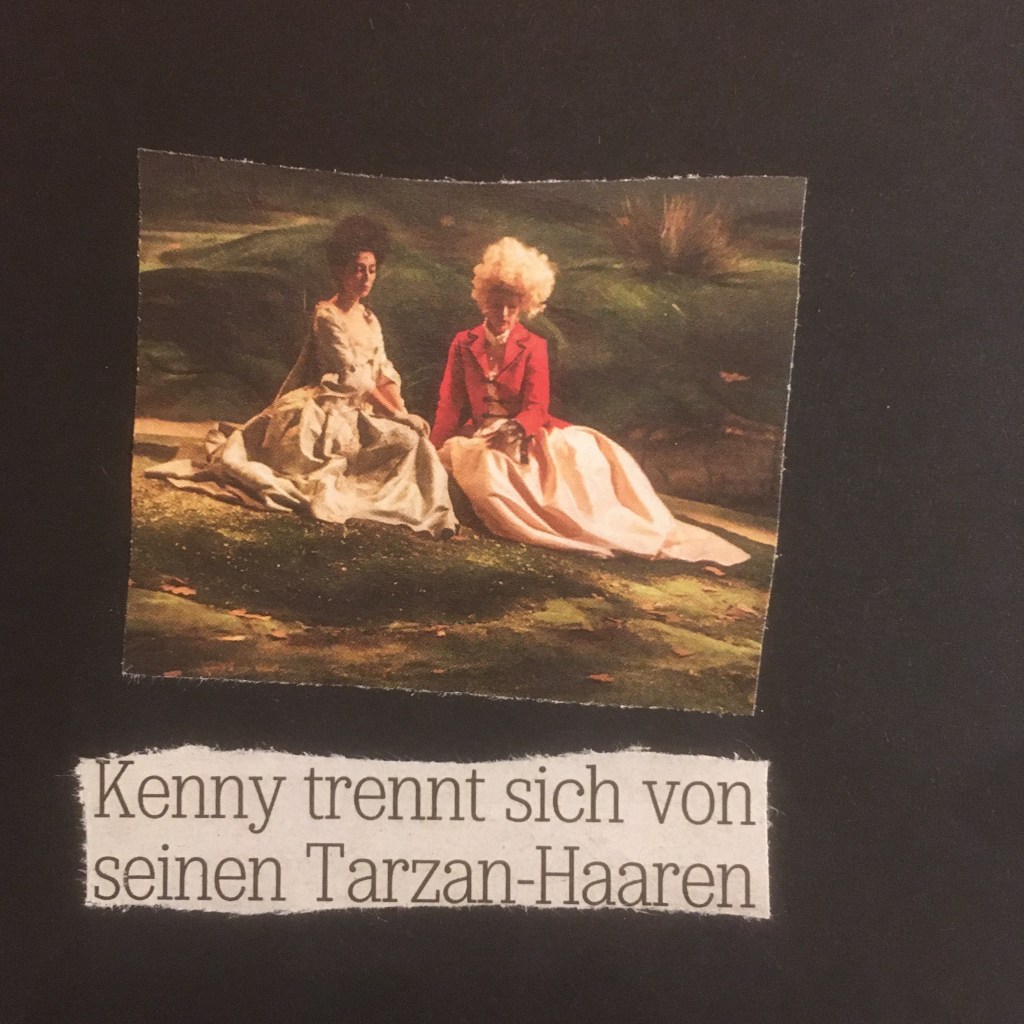 Kenny trennt sich von
seinen Tarzan-Haaren